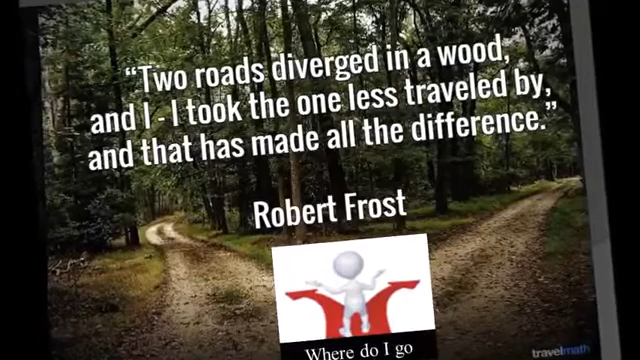 “Two roads diverged in a wood,
and I - I took the one less traveled by,
and that has made all the difference.”
Robert Frost
Where do I go
travelmath